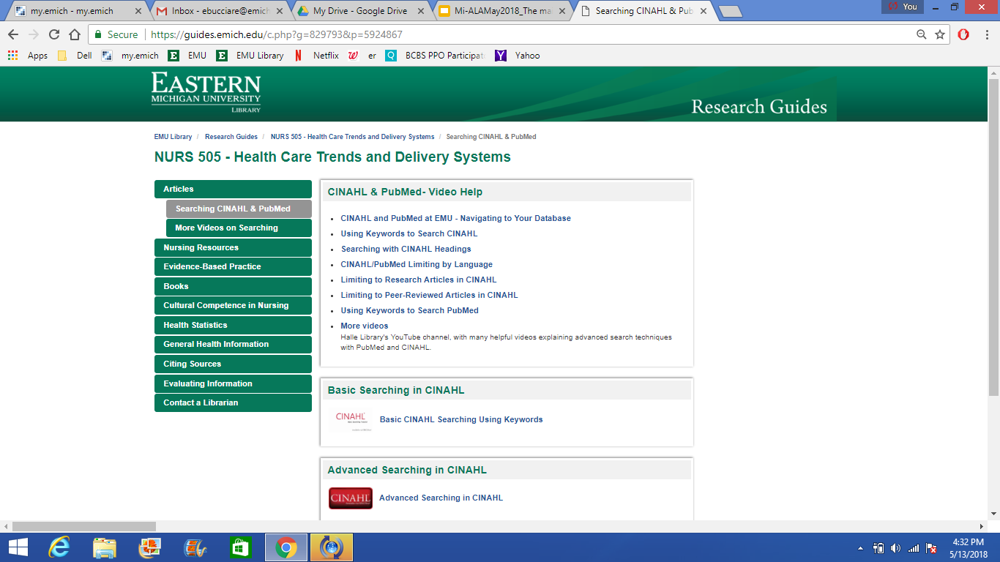 my.emich - my.emich
Inbox - ebucciare@emich
My Drive - Google Drive
Mi-ALAMay2018_The ma
Searching CINAHL & Pub
You
Secure
https://guides.emich.edu/c.php?g=829793&p=5924867
Apps
Dell
my.emich
EMU
EMU Library
Netflix
er
BCBS PPO Participat
Yahoo
EASTERN
MICHIGAN UNIVERSITY
LIBRARY
Research Guides
EMU Library / Research Guides / NURS 505 - Health Care Trends and Delivery Systems / Searching CINAHL & PubMed
NURS 505 - Health Care Trends and Delivery Systems
Articles
Searching CINAHL & PubMed
More Videos on Searching
Nursing Resources
Evidence-Based Practice
Books
Cultural Competence in Nursing
Health Statistics
General Health Information
Citing Sources
Evaluating Information
Contact a Librarian
CINAHL & PubMed- Video Help
CINAHL and PubMed at EMU - Navigating to Your Database
Using Keywords to Search CINAHL
Searching with CINAHL Headings
CINAHL/PubMed Limiting by Language
Limiting to Research Articles in CINAHL
Limiting to Peer-Reviewed Articles in CINAHL
Using Keywords to Search PubMed
More videos
Halle Library's YouTube channel, with many helpful videos explaining advanced search techniques
with PubMed and CINAHL.
Basic Searching in CINAHL
CINAHL
Basic CINAHL Searching Using Keywords
Advanced Searching in CINAHL
CINAHL
Advanced Searching in CINAHL
4:32 PM
5/13/2018